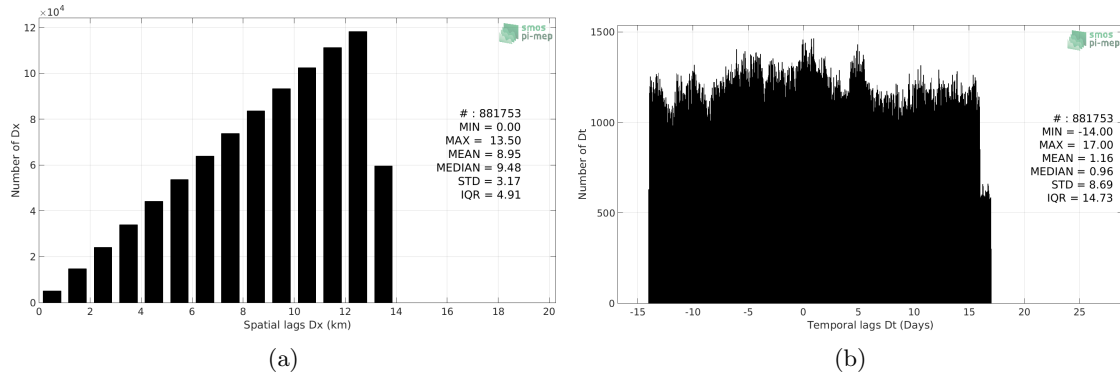 ×10⁴
12
10
8
6
4
2
0
0 2 4 6 8 10 12 14 16 18 20
Number of Dx
Spatial lags Dx (km)
smos
pi-mep
# : 881753
MIN = 0.00
MAX = 13.50
MEAN = 8.95
MEDIAN = 9.48
STD = 3.17
IQR = 4.91
(a)
1500
1000
500
0
-15 -10 -5 0 5 10 15 20 25
Number of Dt
Temporal lags Dt (Days)
smos
pi-mep
# : 881753
MIN = -14.00
MAX = 17.00
MEAN = 1.16
MEDIAN = 0.96
STD = 8.69
IQR = 14.73
(b)